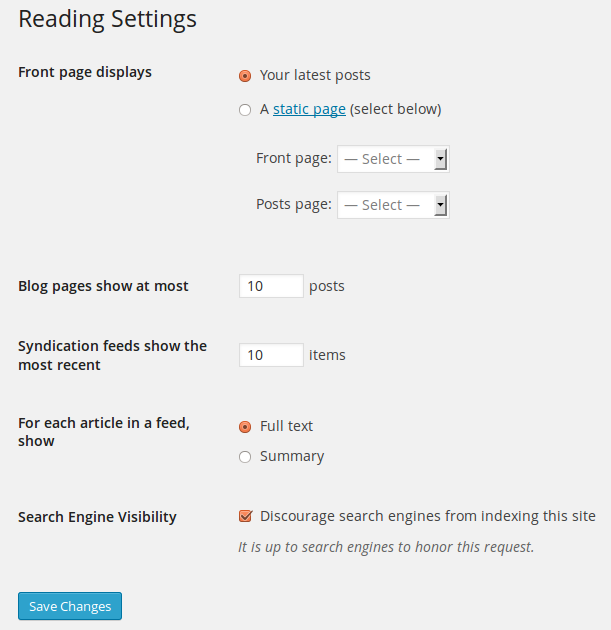 Reading Settings
Front page displays
Your latest posts
A static page (select below)
Front page: — Select —
Posts page: — Select —
Blog pages show at most 10 posts
Syndication feeds show the
most recent
10 items
For each article in a feed,
show
Full text
Summary
Search Engine Visibility
Discourage search engines from indexing this site
It is up to search engines to honor this request.
Save Changes